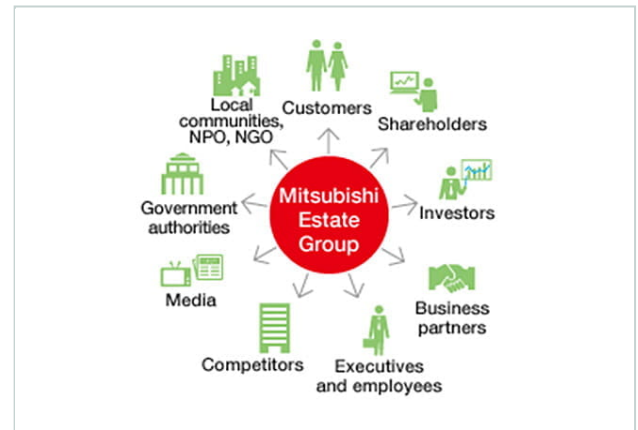 Customers
Shareholders
Investors
Business
partners
Executives
and employees
Competitors
Media
Government
authorities
Local
communities,
NPO, NGO
Mitsubishi
Estate
Group